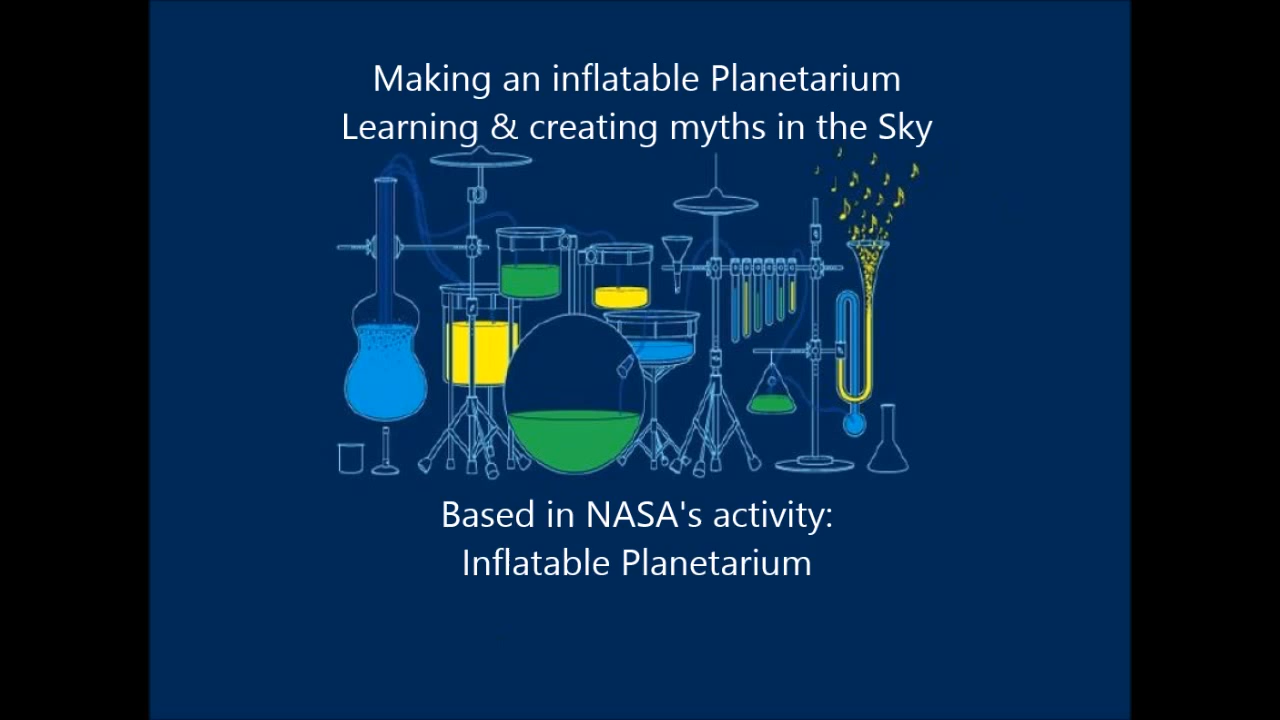 Making an inflatable Planetarium
Learning & creating myths in the Sky
Based in NASA's activity:
Inflatable Planetarium